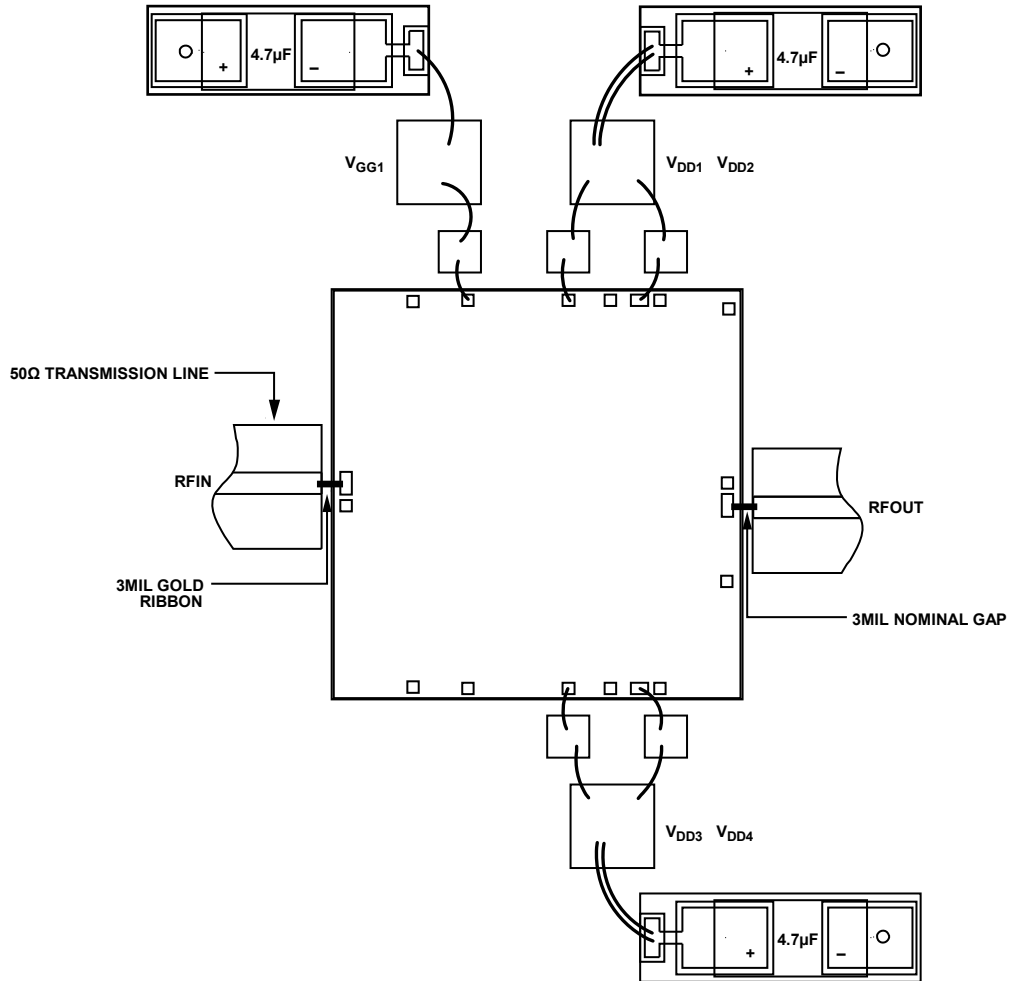 + 4.7µF –
+ 4.7µF –
VGG1
VDD1 VDD2
50Ω TRANSMISSION LINE
RFIN
RFOUT
3MIL GOLD
RIBBON
3MIL NOMINAL GAP
VDD3 VDD4
+ 4.7µF –